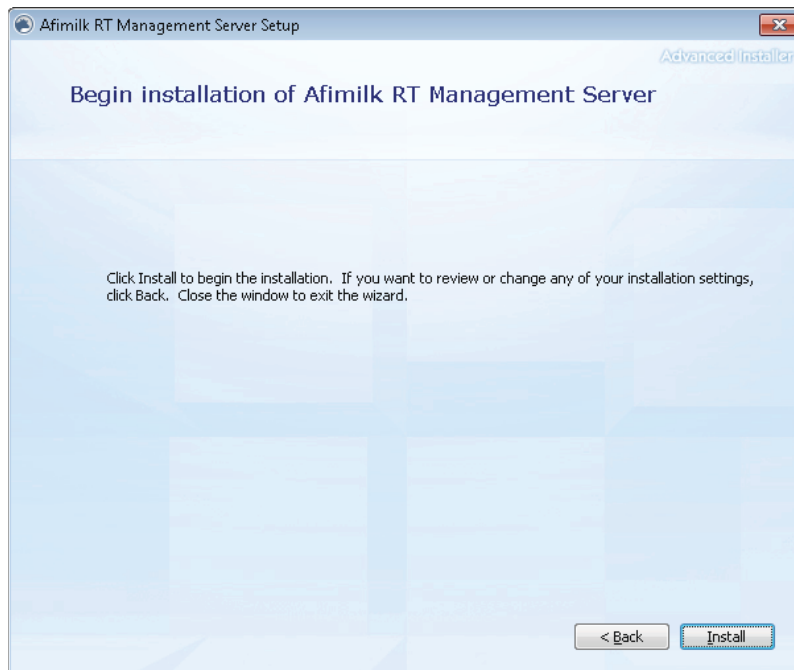 Afimilk RT Management Server Setup
Advanced Installer
Begin installation of Afimilk RT Management Server
Click Install to begin the installation.  If you want to review or change any of your installation settings,
click Back.  Close the window to exit the wizard.
< Back
Install